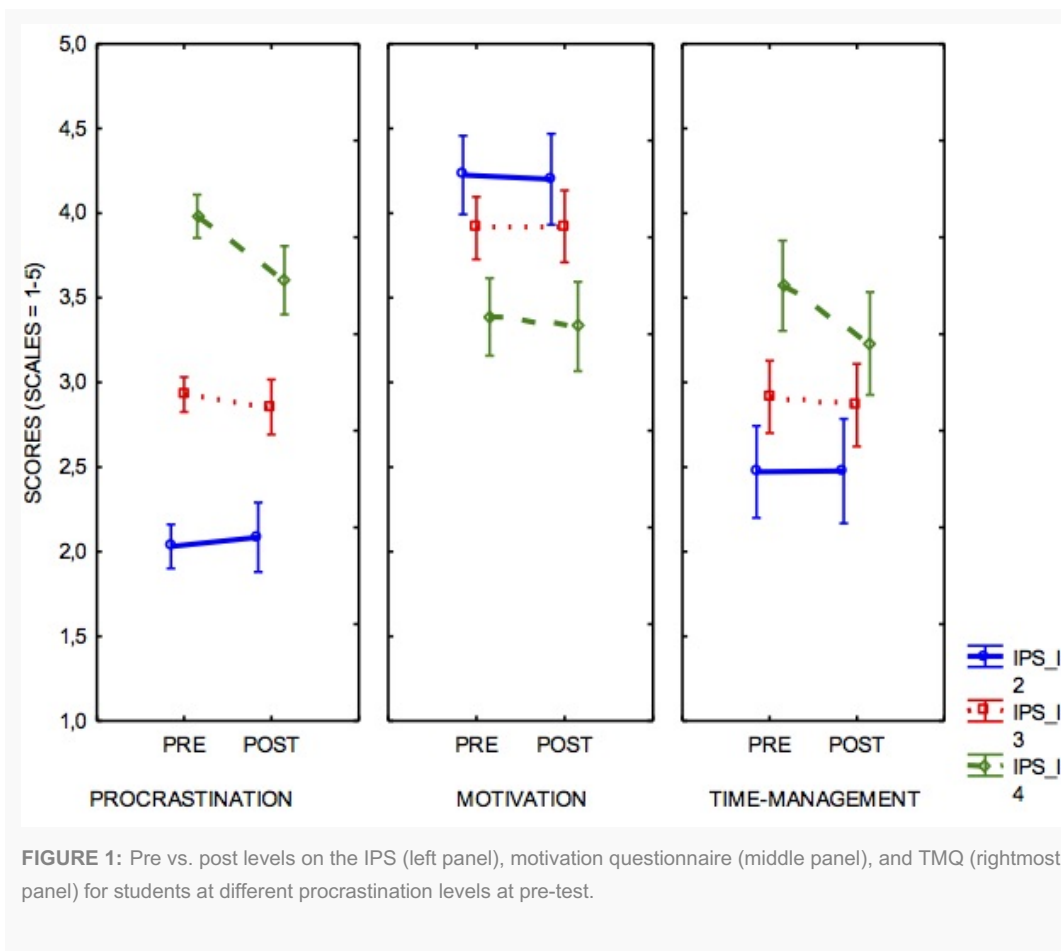 5,0
4,5
4,0
3,5
3,0
2,5
2,0
1,5
1,0
SCORES (SCALES = 1-5)
PRE POST
PRE POST
PRE POST
PROCRASTINATION
MOTIVATION
TIME-MANAGEMENT
IPS_I
2
IPS_I
3
IPS_I
4
FIGURE 1: Pre vs. post levels on the IPS (left panel), motivation questionnaire (middle panel), and TMQ (rightmost
panel) for students at different procrastination levels at pre-test.